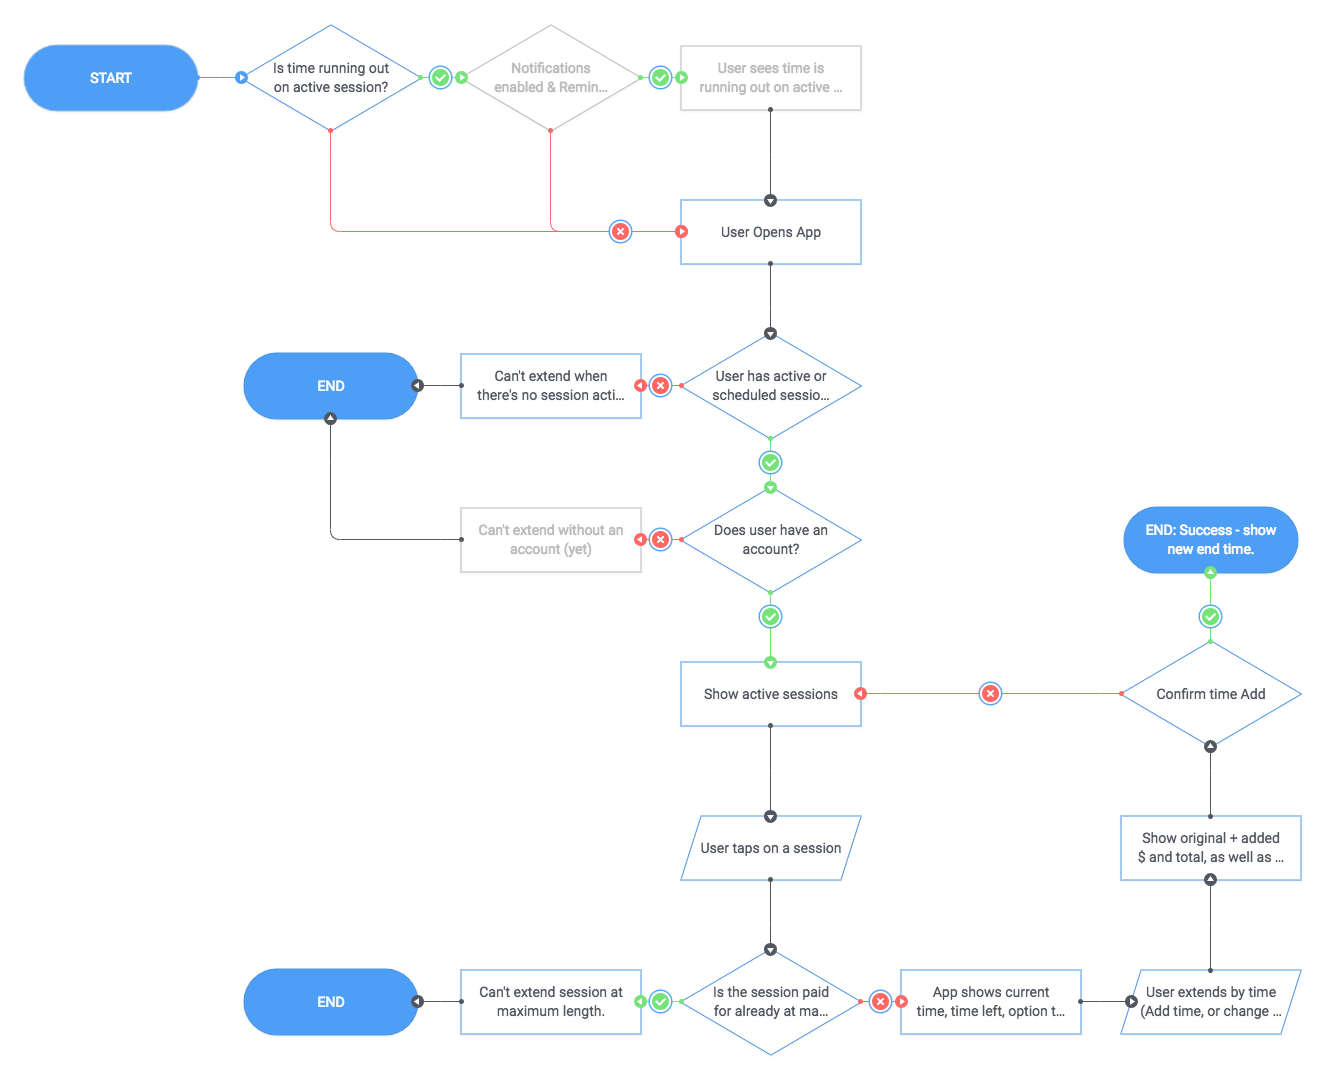 START
Is time running out
on active session?
Notifications
enabled & Remin...
User sees time is
running out on active ...
User Opens App
END
Can't extend when
there's no session acti...
User has active or
scheduled sessio...
Can't extend without an
account (yet)
Does user have an
account?
END: Success - show
new end time.
Show active sessions
Confirm time Add
User taps on a session
Show original + added
$ and total, as well as ...
END
Can't extend session at
maximum length.
Is the session paid
for already at ma...
App shows current
time, time left, option t...
User extends by time
(Add time, or change ...